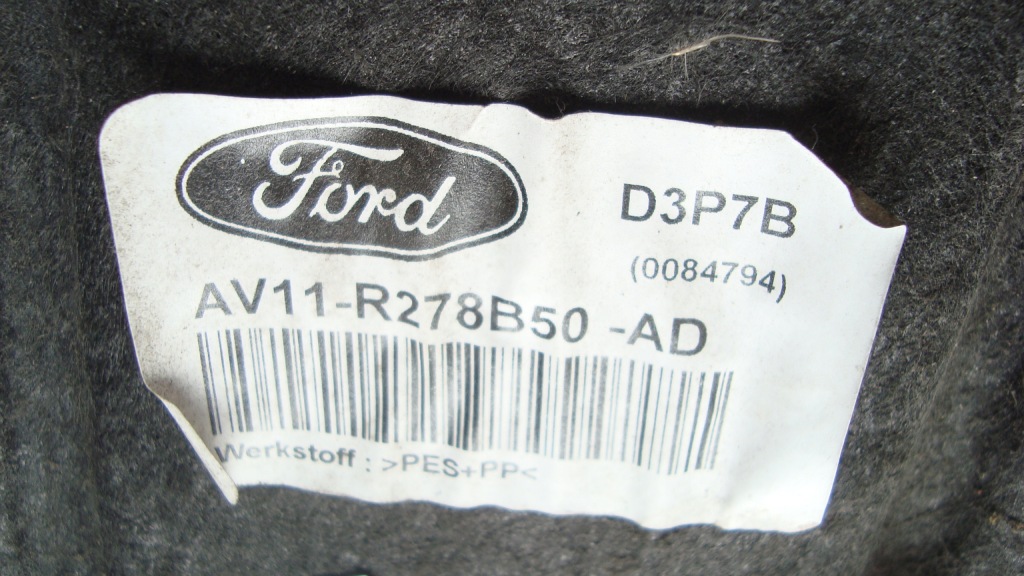 Ford
D3P7B
(0084794)
AV11-R278B50 -AD
Werkstoff : >PES+PP<